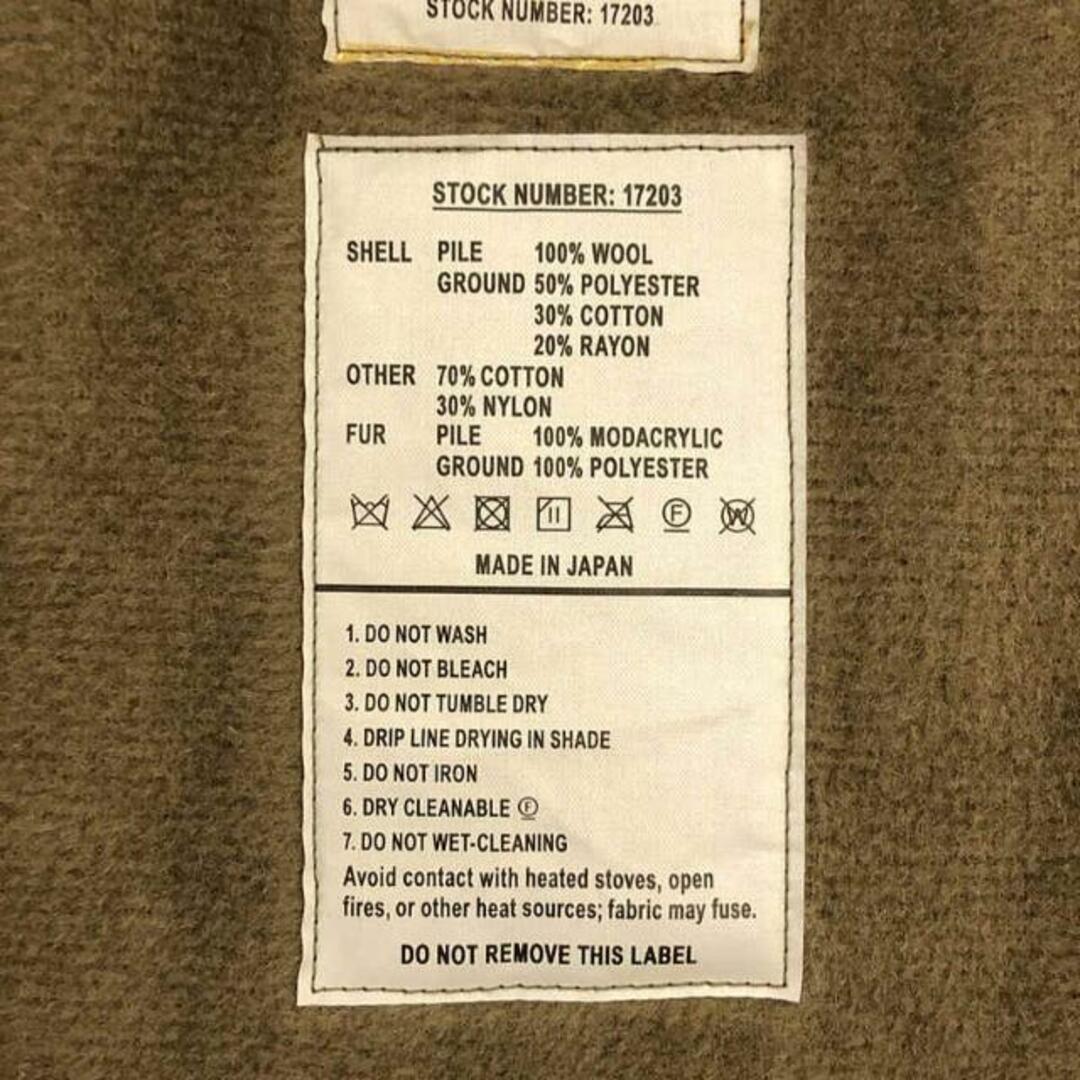 STOCK NUMBER: 17203
STOCK NUMBER: 17203
SHELL PILE 100% WOOL
GROUND 50% POLYESTER
30% COTTON
20% RAYON
OTHER 70% COTTON
30% NYLON
FUR PILE 100% MODACRYLIC
GROUND 100% POLYESTER
F W
MADE IN JAPAN
1. DO NOT WASH
2. DO NOT BLEACH
3. DO NOT TUMBLE DRY
4. DRIP LINE DRYING IN SHADE
5. DO NOT IRON
6. DRY CLEANABLE Ⓕ
7. DO NOT WET-CLEANING
Avoid contact with heated stoves, open
fires, or other heat sources; fabric may fuse.
DO NOT REMOVE THIS LABEL